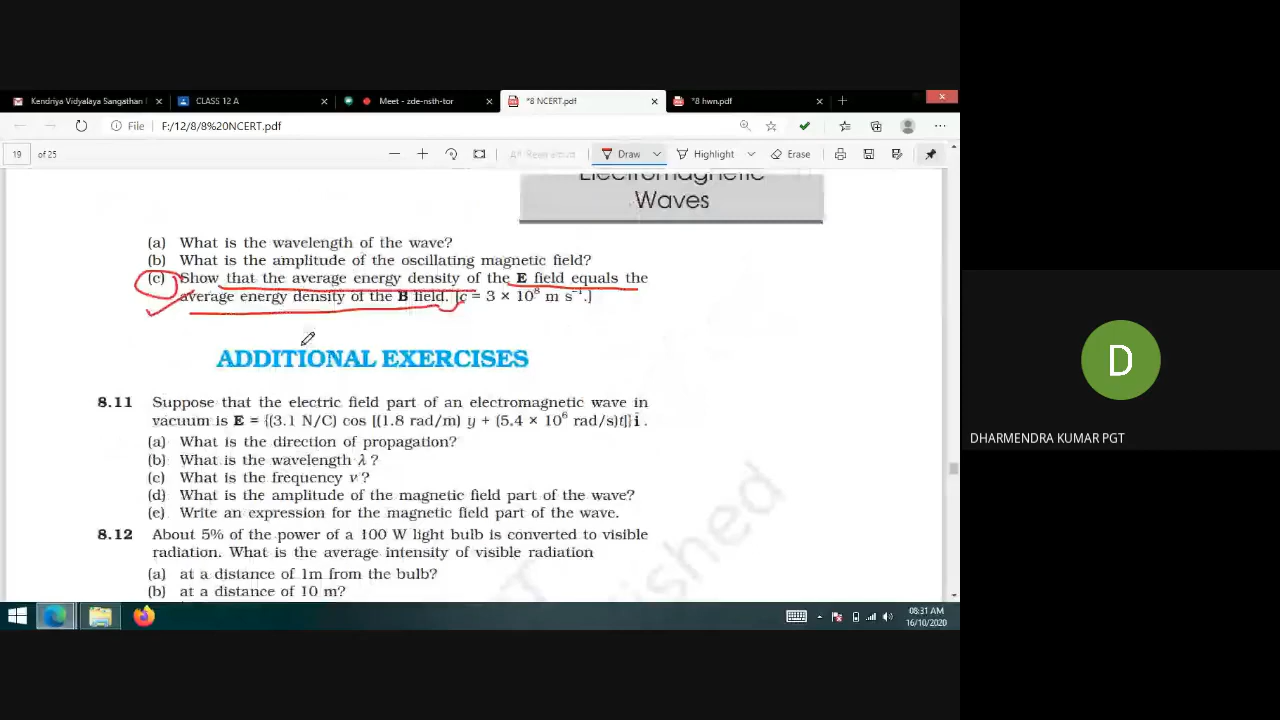 Kendriya Vidyalaya Sangathan
CLASS 12 A
Meet - zde-nsth-tor
*8 NCERT.pdf
*8 hwn.pdf
File
F:/12/8/8%20NCERT.pdf
19 of 25
Draw
Highlight
Erase
Electromagnetic
Waves
(a) What is the wavelength of the wave?
(b) What is the amplitude of the oscillating magnetic field?
(c) Show that the average energy density of the E field equals the
average energy density of the B field. [c = 3 × 10⁸ m s⁻¹.]
ADDITIONAL EXERCISES
8.11 Suppose that the electric field part of an electromagnetic wave in
vacuum is E = {(3.1 N/C) cos [(1.8 rad/m) y + (5.4 × 10⁶ rad/s)t]}î .
(a) What is the direction of propagation?
(b) What is the wavelength λ ?
(c) What is the frequency ν ?
(d) What is the amplitude of the magnetic field part of the wave?
(e) Write an expression for the magnetic field part of the wave.
8.12 About 5% of the power of a 100 W light bulb is converted to visible
radiation. What is the average intensity of visible radiation
(a) at a distance of 1m from the bulb?
(b) at a distance of 10 m?
ished
D
DHARMENDRA KUMAR PGT
08:31 AM
16/10/2020